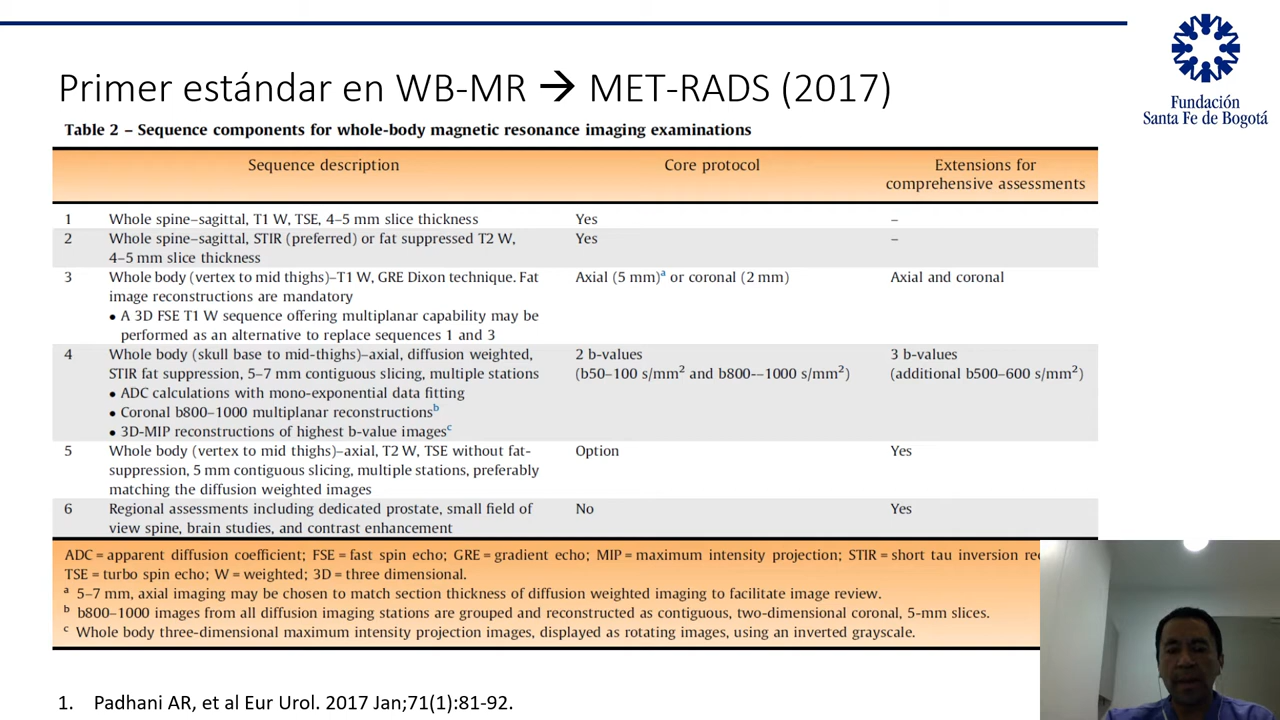 Primer estándar en WB-MR → MET-RADS (2017)
Fundación
Santa Fe de Bogotá
Table 2 – Sequence components for whole-body magnetic resonance imaging examinations
Sequence description Core protocol Extensions for
comprehensive assessments
1 Whole spine–sagittal, T1 W, TSE, 4–5 mm slice thickness Yes –
2 Whole spine–sagittal, STIR (preferred) or fat suppressed T2 W, Yes –
4–5 mm slice thickness
3 Whole body (vertex to mid thighs)–T1 W, GRE Dixon technique. Fat Axial (5 mm)a or coronal (2 mm) Axial and coronal
image reconstructions are mandatory
• A 3D FSE T1 W sequence offering multiplanar capability may be
performed as an alternative to replace sequences 1 and 3
4 Whole body (skull base to mid-thighs)–axial, diffusion weighted, 2 b-values 3 b-values
STIR fat suppression, 5–7 mm contiguous slicing, multiple stations (b50–100 s/mm2 and b800-–1000 s/mm2) (additional b500–600 s/mm2)
• ADC calculations with mono-exponential data fitting
• Coronal b800–1000 multiplanar reconstructionsb
• 3D-MIP reconstructions of highest b-value imagesc
5 Whole body (vertex to mid thighs)–axial, T2 W, TSE without fat- Option Yes
suppression, 5 mm contiguous slicing, multiple stations, preferably
matching the diffusion weighted images
6 Regional assessments including dedicated prostate, small field of No Yes
view spine, brain studies, and contrast enhancement
ADC = apparent diffusion coefficient; FSE = fast spin echo; GRE = gradient echo; MIP = maximum intensity projection; STIR = short tau inversion
TSE = turbo spin echo; W = weighted; 3D = three dimensional.
a 5–7 mm, axial imaging may be chosen to match section thickness of diffusion weighted imaging to facilitate image review.
b b800–1000 images from all diffusion imaging stations are grouped and reconstructed as contiguous, two-dimensional coronal, 5-mm slices.
c Whole body three-dimensional maximum intensity projection images, displayed as rotating images, using an inverted grayscale.
1. Padhani AR, et al Eur Urol. 2017 Jan;71(1):81-92.